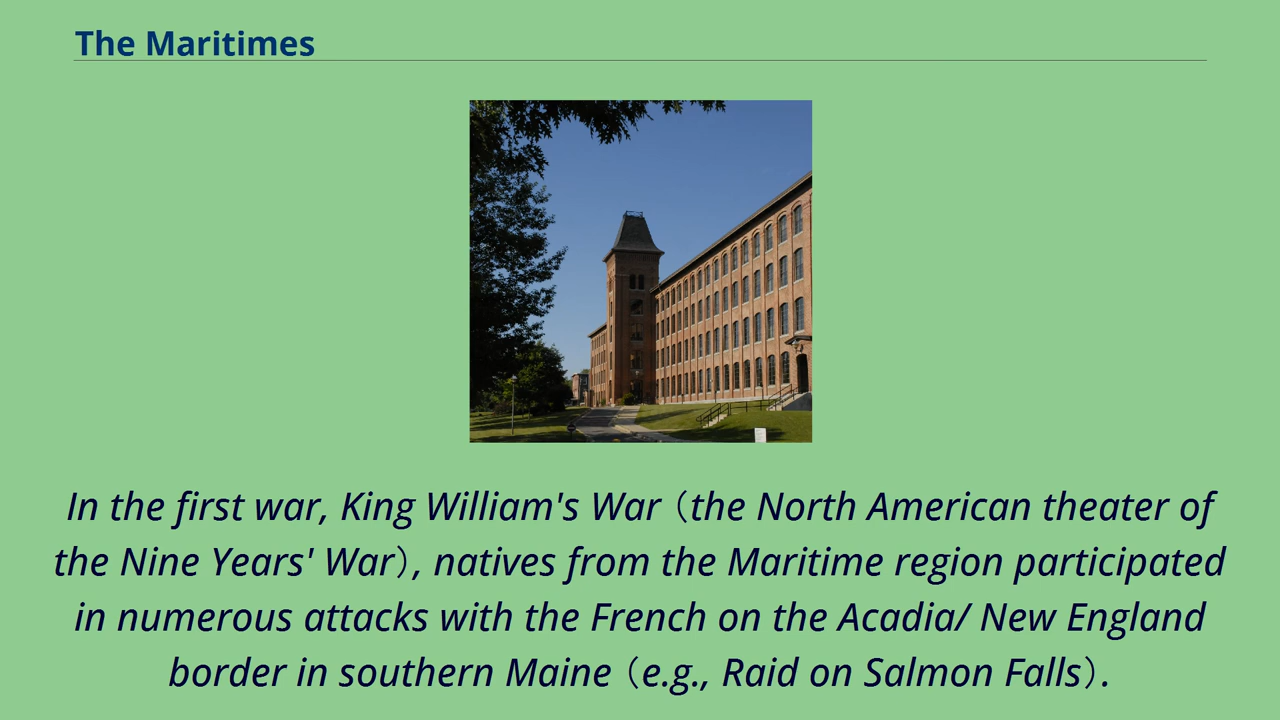 The Maritimes
In the first war, King William's War （the North American theater of
the Nine Years' War）, natives from the Maritime region participated
in numerous attacks with the French on the Acadia/ New England
border in southern Maine （e.g., Raid on Salmon Falls）.